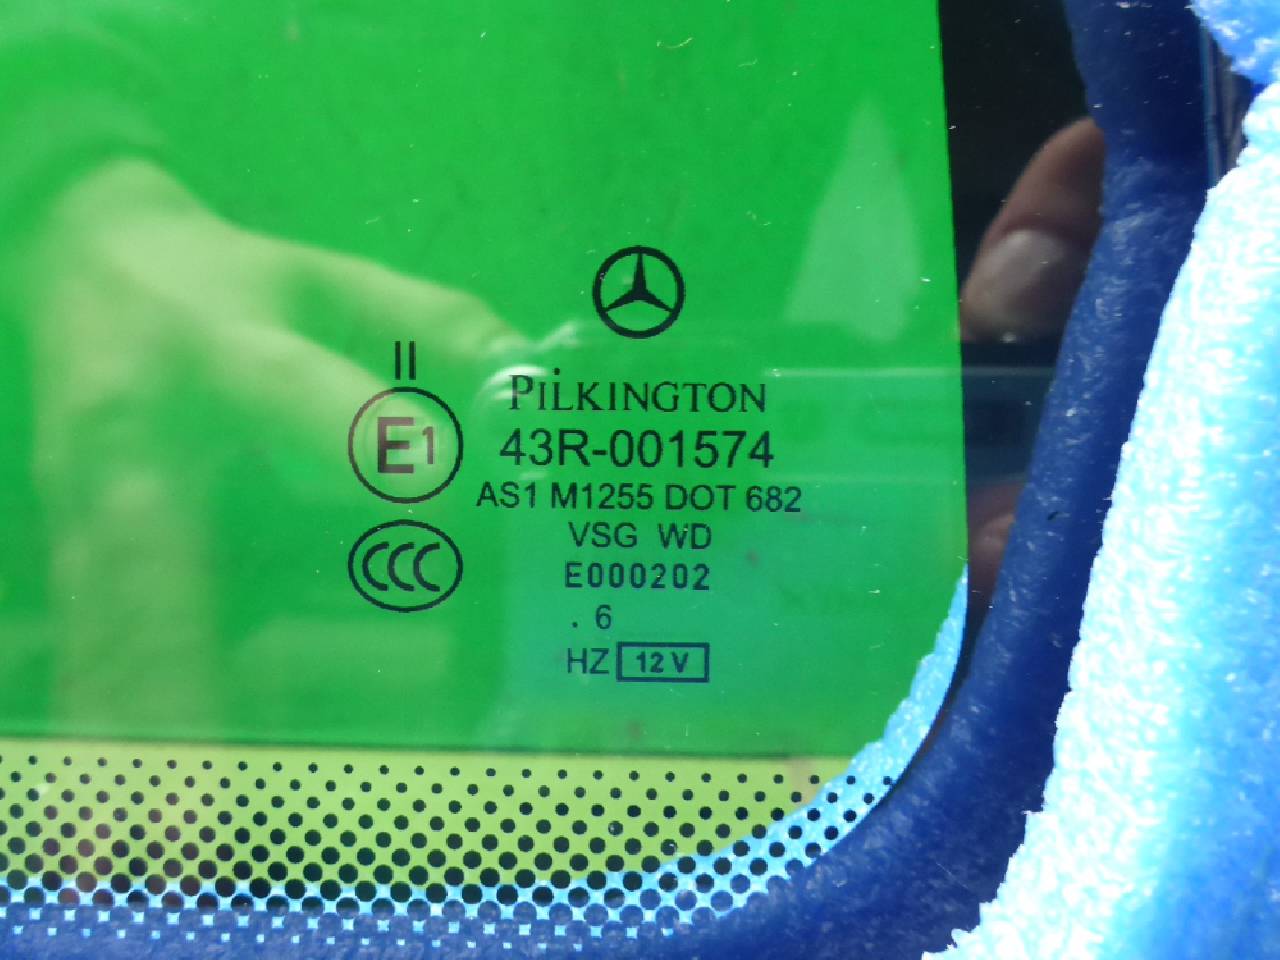 II
PILKINGTON
E1
43R-001574
AS1 M1255 DOT 682
VSG WD
CCC
E000202
. 6
HZ 12 V